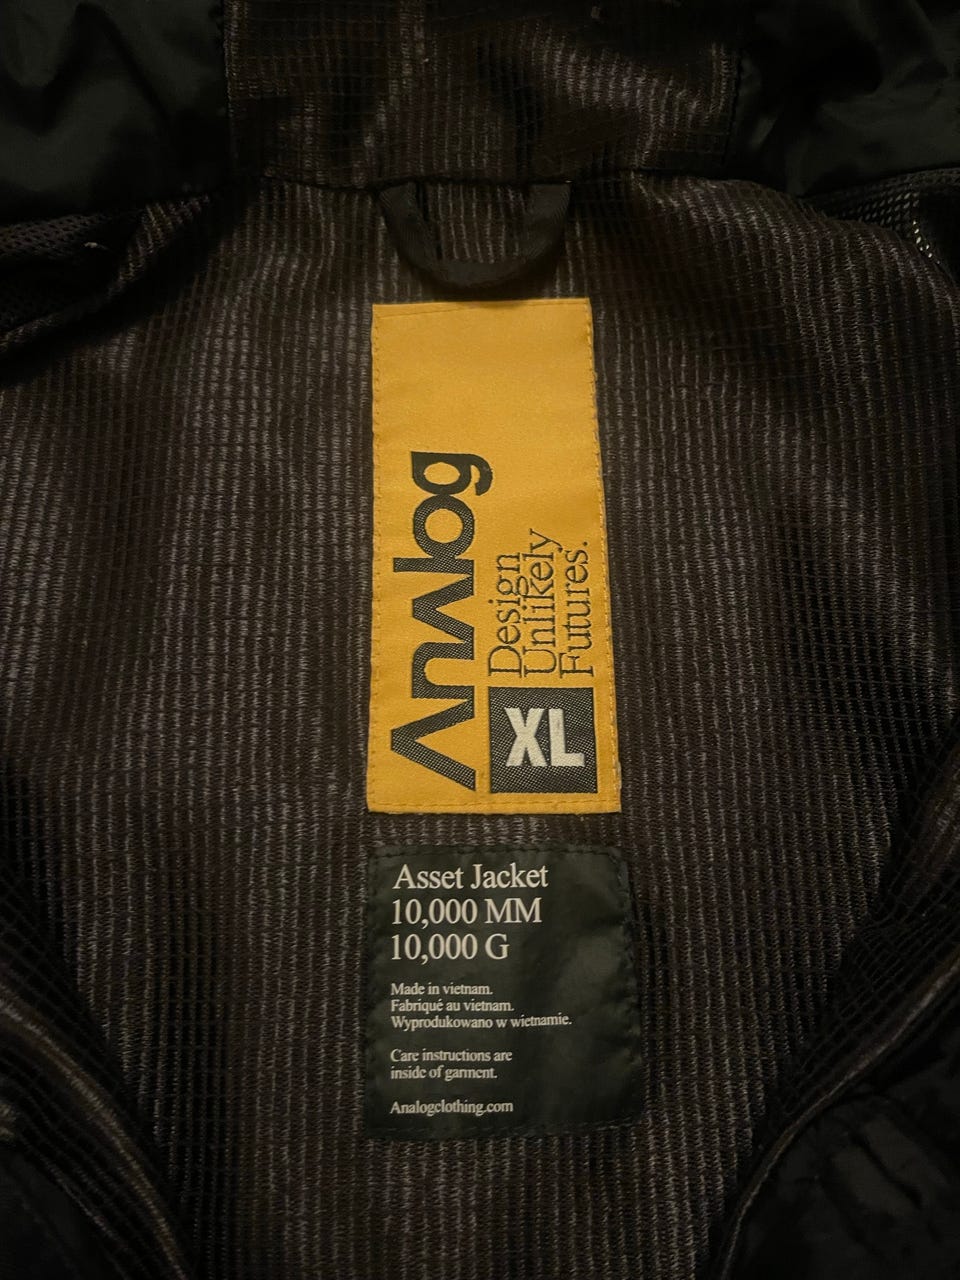 Analog
Design
Unlikely
Futures.
XL
Asset Jacket
10,000 MM
10,000 G
Made in vietnam.
Fabriqué au vietnam.
Wyprodukowano w wietnamie.
Care instructions are
inside of garment.
Analogclothing.com